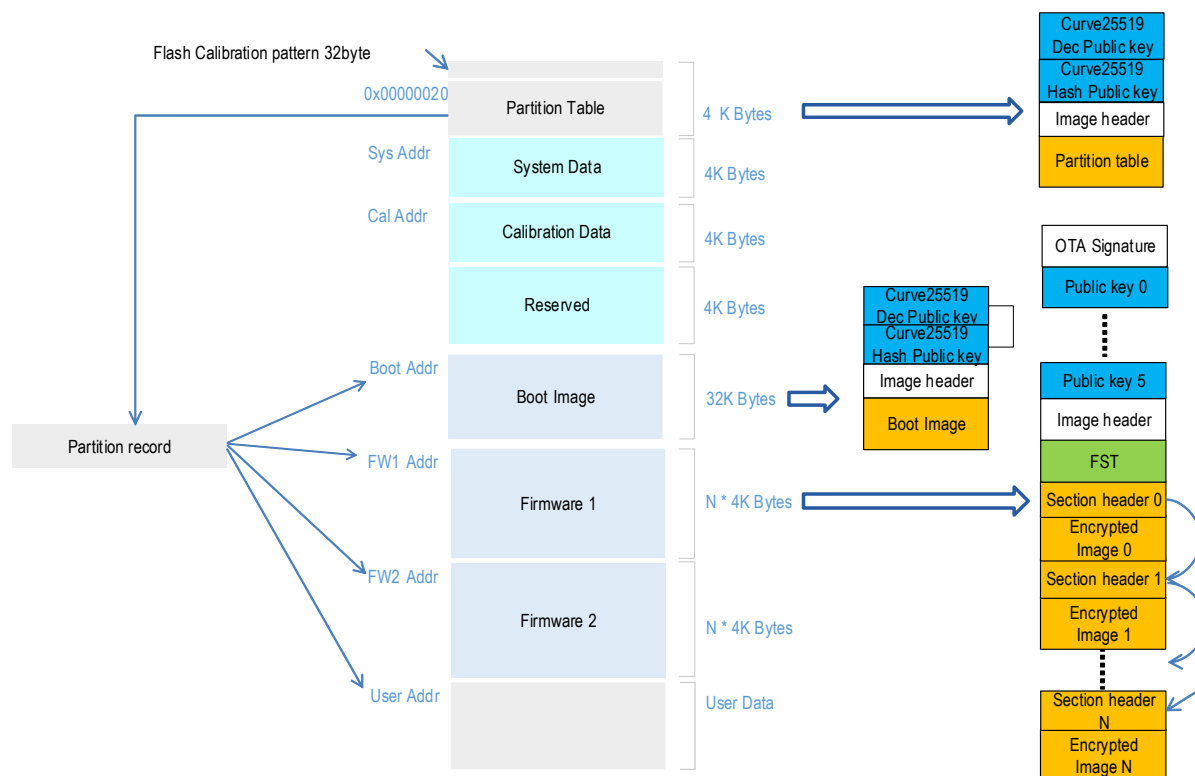 Flash Calibration pattern 32byte
0x00000020
Partition Table
4 K Bytes
Sys Addr
System Data
4K Bytes
Cal Addr
Calibration Data
4K Bytes
Reserved
4K Bytes
Boot Addr
Boot Image
32K Bytes
Partition record
FW1 Addr
Firmware 1
N * 4K Bytes
FW2 Addr
Firmware 2
N * 4K Bytes
User Addr
User Data
Curve25519
Dec Public key
Curve25519
Hash Public key
Image header
Partition table
Curve25519
Dec Public key
Curve25519
Hash Public key
Image header
Boot Image
OTA Signature
Public key 0
Public key 5
Image header
FST
Section header 0
Encrypted
Image 0
Section header 1
Encrypted
Image 1
Section header
N
Encrypted
Image N